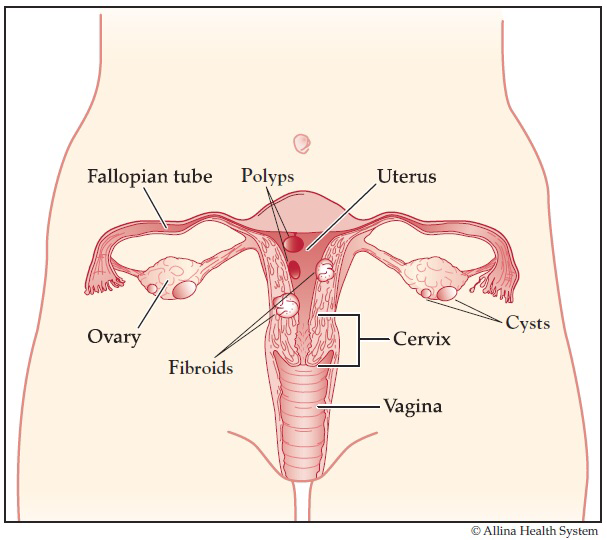 Fallopian tube
Polyps
Uterus
Ovary
Fibroids
Cysts
Cervix
Vagina
© Allina Health System